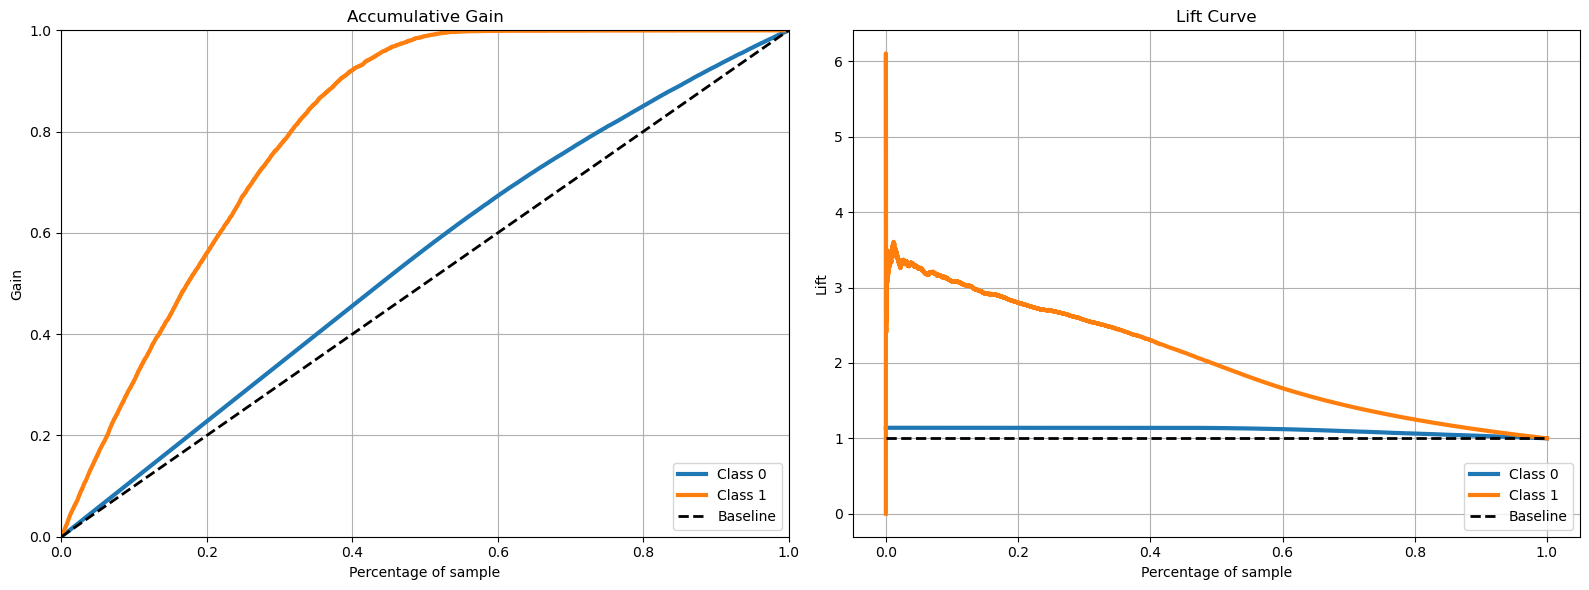 Accumulative Gain
1.0
0.8
0.6
0.4
0.2
0.0
Gain
0.0 0.2 0.4 0.6 0.8 1.0
Percentage of sample
Class 0
Class 1
Baseline
Lift Curve
6
5
4
3
2
1
0
Lift
0.0 0.2 0.4 0.6 0.8 1.0
Percentage of sample
Class 0
Class 1
Baseline